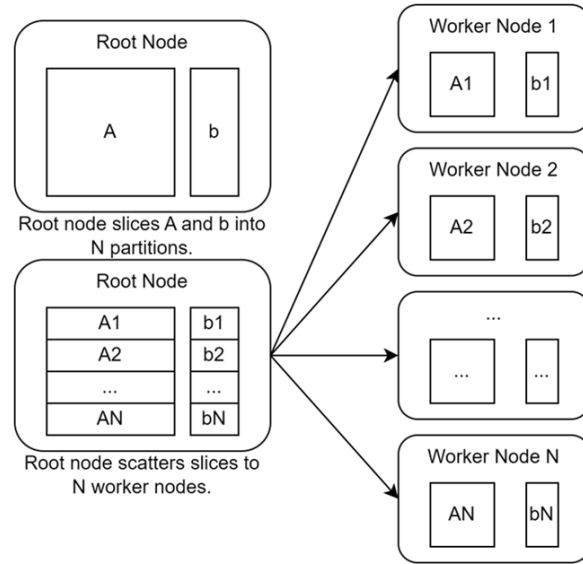 Root Node
A b
Root node slices A and b into
N partitions.
Root Node
A1 b1
A2 b2
... ...
AN bN
Root node scatters slices to
N worker nodes.
Worker Node 1
A1 b1
Worker Node 2
A2 b2
...
... ...
Worker Node N
AN bN